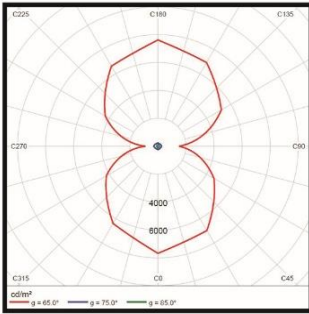 C225 C180 C135
C270 C90
4000
6000
C315 C0 C45
cd/m²
g = 65.0° g = 75.0° g = 85.0°